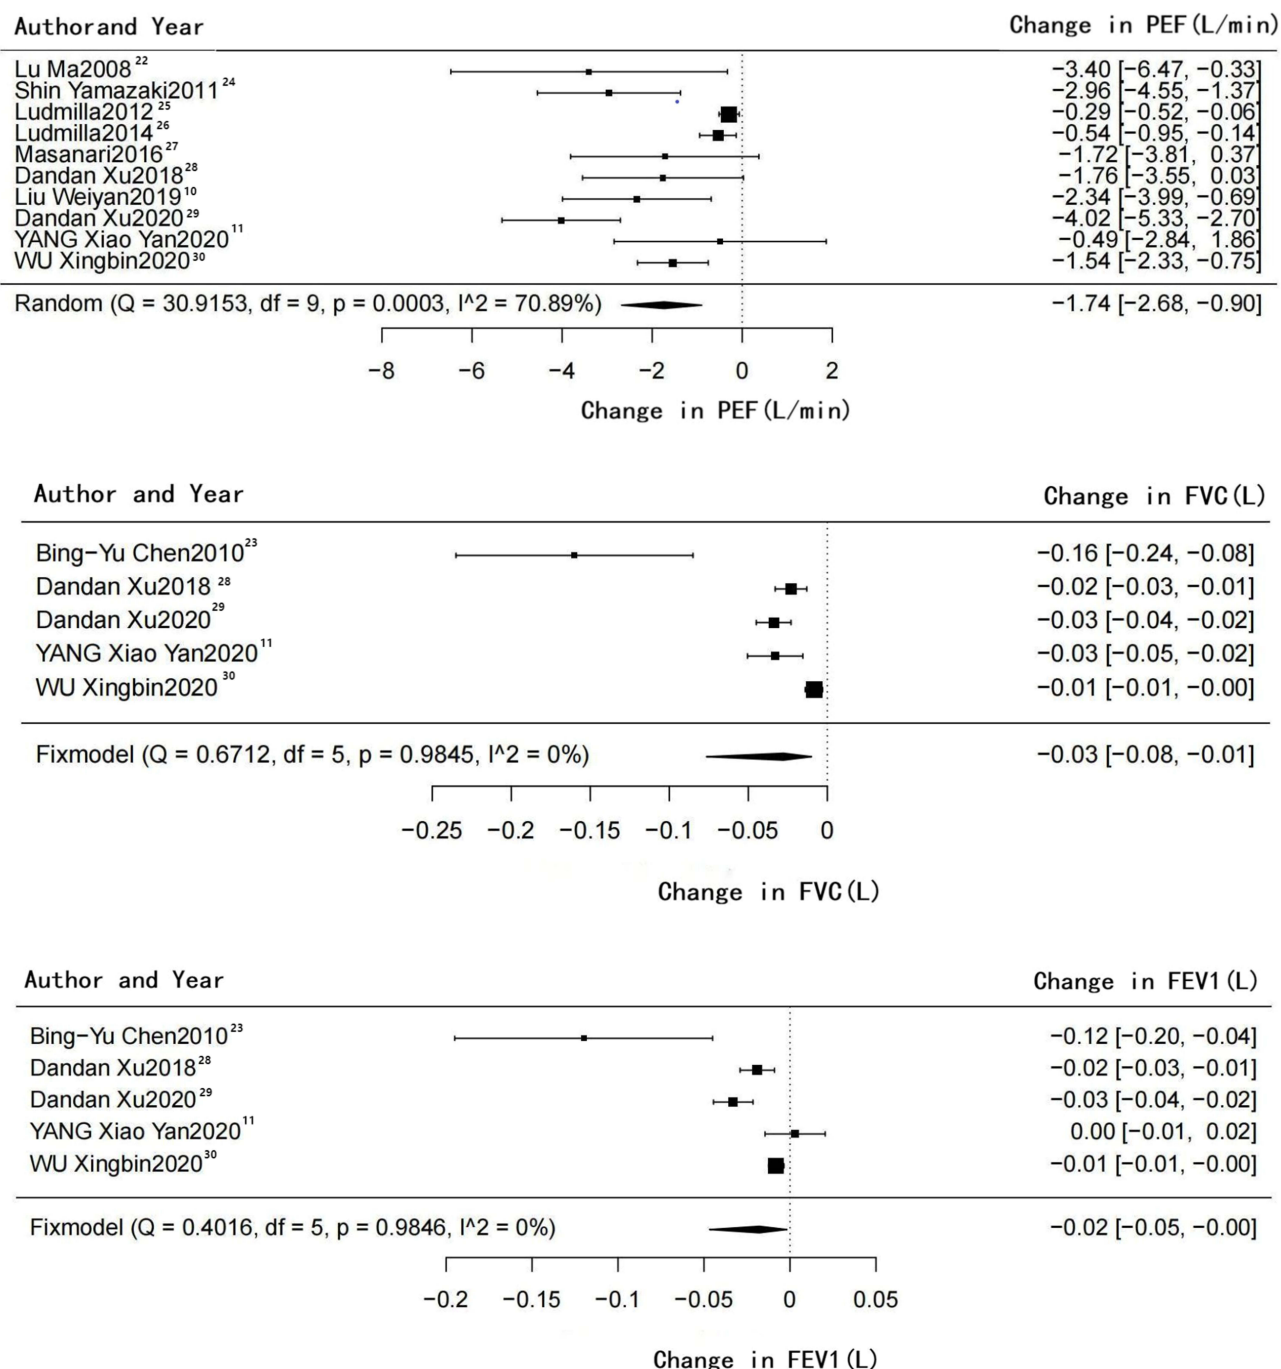 Authorand Year Change in PEF(L/min)
Lu Ma2008 22 −3.40 [−6.47, −0.33]
Shin Yamazaki2011 24 −2.96 [−4.55, −1.37]
Ludmilla2012 25 −0.29 [−0.52, −0.06]
Ludmilla2014 26 −0.54 [−0.95, −0.14]
Masanari2016 27 −1.72 [−3.81, 0.37]
Dandan Xu2018 28 −1.76 [−3.55, 0.03]
Liu Weiyan2019 10 −2.34 [−3.99, −0.69]
Dandan Xu2020 29 −4.02 [−5.33, −2.70]
YANG Xiao Yan2020 11 −0.49 [−2.84, 1.86]
WU Xingbin2020 30 −1.54 [−2.33, −0.75]
Random (Q = 30.9153, df = 9, p = 0.0003, I^2 = 70.89%) −1.74 [−2.68, −0.90]
−8 −6 −4 −2 0 2
Change in PEF(L/min)
Author and Year Change in FVC(L)
Bing−Yu Chen2010 23 −0.16 [−0.24, −0.08]
Dandan Xu2018 28 −0.02 [−0.03, −0.01]
Dandan Xu2020 29 −0.03 [−0.04, −0.02]
YANG Xiao Yan2020 11 −0.03 [−0.05, −0.02]
WU Xingbin2020 30 −0.01 [−0.01, −0.00]
Fixmodel (Q = 0.6712, df = 5, p = 0.9845, I^2 = 0%) −0.03 [−0.08, −0.01]
−0.25 −0.2 −0.15 −0.1 −0.05 0
Change in FVC(L)
Author and Year Change in FEV1(L)
Bing−Yu Chen2010 23 −0.12 [−0.20, −0.04]
Dandan Xu2018 28 −0.02 [−0.03, −0.01]
Dandan Xu2020 29 −0.03 [−0.04, −0.02]
YANG Xiao Yan2020 11 0.00 [−0.01, 0.02]
WU Xingbin2020 30 −0.01 [−0.01, −0.00]
Fixmodel (Q = 0.4016, df = 5, p = 0.9846, I^2 = 0%) −0.02 [−0.05, −0.00]
−0.2 −0.15 −0.1 −0.05 0 0.05
Change in FEV1(L)